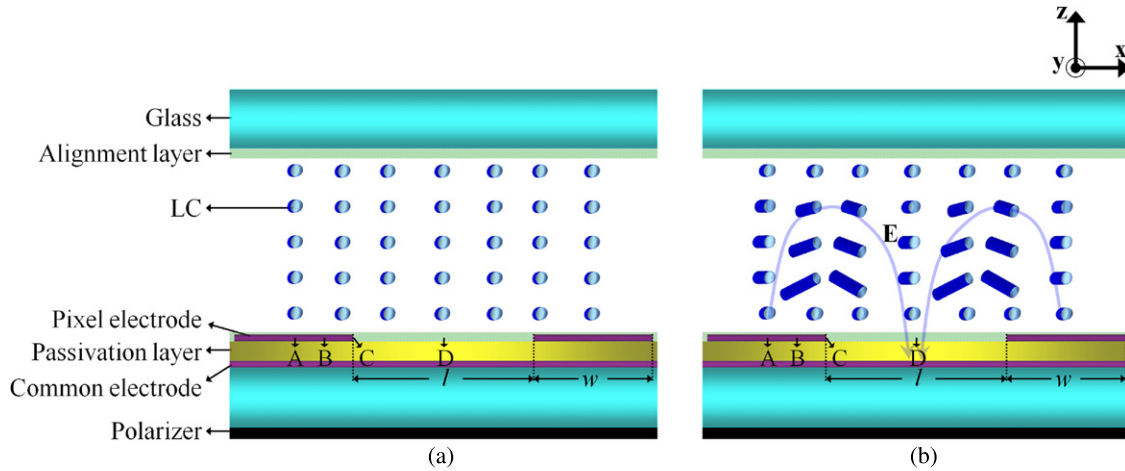 z
y
x
Glass
Alignment layer
LC
E
Pixel electrode
Passivation layer
A B C D
A B C D
Common electrode
l w
l w
Polarizer
(a)
(b)